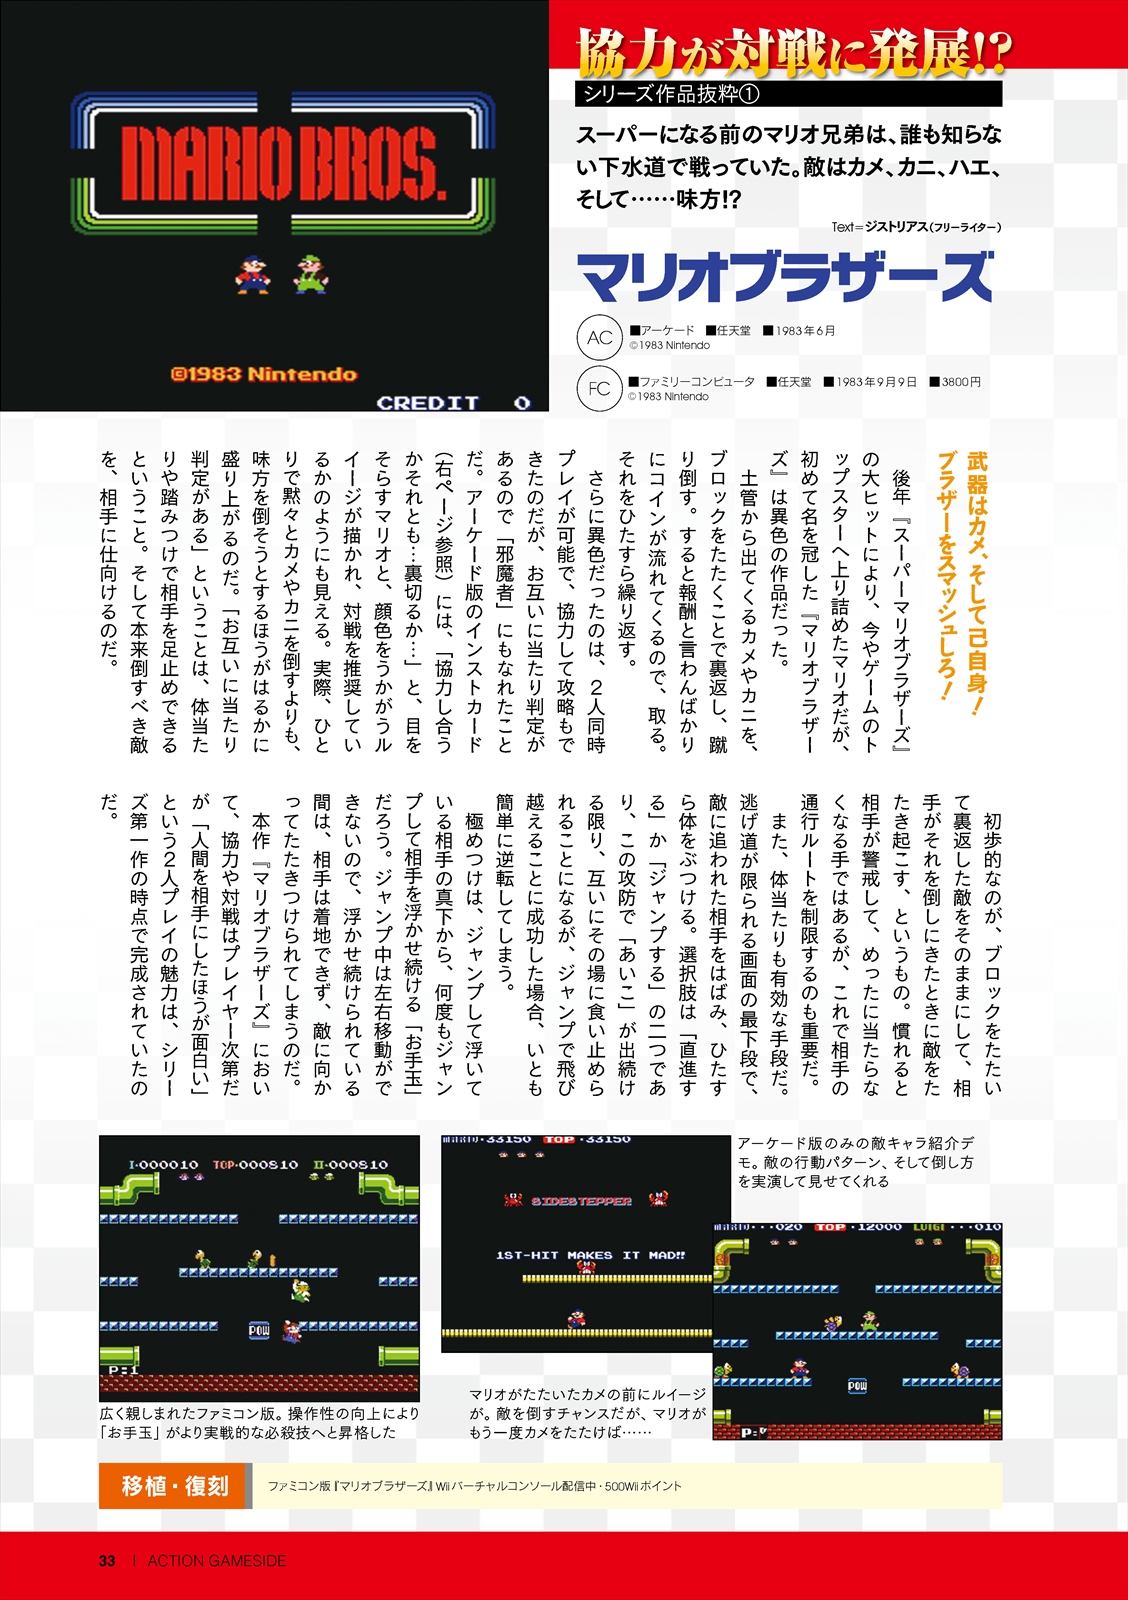 協力が対戦に発展!?
シリーズ作品抜粋①
スーパーになる前のマリオ兄弟は、誰も知らな
い下水道で戦っていた。敵はカメ、カニ、ハエ、
そして……味方!?
Text=ジストリアス(フリーライター)
マリオブラザーズ
AC
■アーケード ■任天堂 ■1983年6月
©1983 Nintendo
FC
■ファミリーコンピュータ ■任天堂 ■1983年9月9日 ■3800円
©1983 Nintendo
MARIO BROS.
©1983 Nintendo
CREDIT 0
武器はカメ、そして己自身！
ブラザーをスマッシュしろ！
後年『スーパーマリオブラザーズ』
の大ヒットにより、今やゲームのト
ップスターへ上り詰めたマリオだが、
初めて名を冠した『マリオブラザー
ズ』は異色の作品だった。
土管から出てくるカメやカニを、
ブロックをたたくことで裏返し、蹴
り倒す。すると報酬と言わんばかり
にコインが流れてくるので、取る。
それをひたすら繰り返す。
さらに異色だったのは、2人同時
プレイが可能で、協力して攻略もで
きたのだが、お互いに当たり判定が
あるので「邪魔者」にもなれたこと
だ。アーケード版のインストカード
（右ページ参照）には、「協力し合う
かそれとも…裏切るか…」と、目を
そらすマリオと、顔色をうかがうル
イージが描かれ、対戦を推奨してい
るかのようにも見える。実際、ひと
りで黙々とカメやカニを倒すよりも、
味方を倒そうとするほうがはるかに
盛り上がるのだ。「お互いに当たり
判定がある」ということは、体当た
りや踏みつけで相手を足止めできる
ということ。そして本来倒すべき敵
を、相手に仕向けるのだ。
初歩的なのが、ブロックをたたい
て裏返した敵をそのままにして、相
手がそれを倒しにきたときに敵をた
たき起こす、というもの。慣れると
相手が警戒して、めったに当たらな
くなる手ではあるが、これで相手の
通行ルートを制限するのも重要だ。
また、体当たりも有効な手段だ。
逃げ道が限られる画面の最下段で、
敵に追われた相手をはばみ、ひたす
ら体をぶつける。選択肢は「直進す
る」か「ジャンプする」の二つであ
り、この攻防で「あいこ」が出続け
る限り、互いにその場に食い止めら
れることになるが、ジャンプで飛び
越えることに成功した場合、いとも
簡単に逆転してしまう。
極めつけは、ジャンプして浮いて
いる相手の真下から、何度もジャン
プして相手を浮かせ続ける「お手玉」
だろう。ジャンプ中は左右移動がで
きないので、浮かせ続けられている
間は、相手は着地できず、敵に向か
ってたたきつけられてしまうのだ。
本作『マリオブラザーズ』におい
て、協力や対戦はプレイヤー次第だ
が「人間を相手にしたほうが面白い」
という2人プレイの魅力は、シリー
ズ第一作の時点で完成されていたの
だ。
I-000010 TOP-000810 II-000810
POW
P=1
広く親しまれたファミコン版。操作性の向上により
「お手玉」がより実戦的な必殺技へと昇格した
MARIO·33150 TOP ·33150
SIDESTEPPER
1ST-HIT MAKES IT MAD!!
アーケード版のみの敵キャラ紹介デ
モ。敵の行動パターン、そして倒し方
を実演して見せてくれる
MARIO···020 TOP ·12000 LUIGI ···010
POW
マリオがたたいたカメの前にルイージ
が。敵を倒すチャンスだが、マリオが
もう一度カメをたたけば……
移植・復刻
ファミコン版『マリオブラザーズ』Wiiバーチャルコンソール配信中・500Wiiポイント
33 | ACTION GAMESIDE